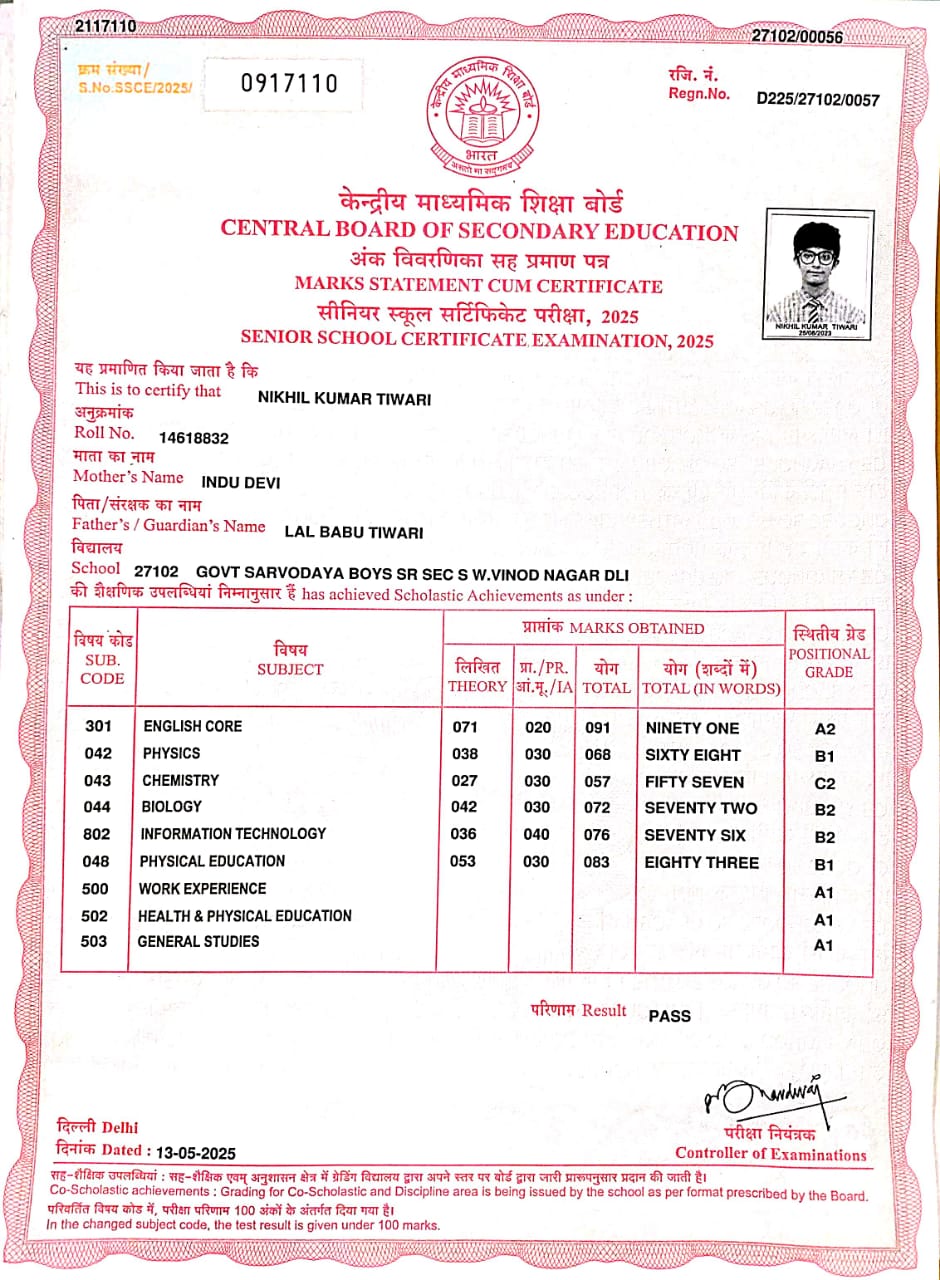 2117110
27102/00056
क्रम संख्या/
S.No.SSCE/2025/
0917110
रजि. नं.
Regn.No. D225/27102/0057
केन्द्रीय माध्यमिक शिक्षा बोर्ड
भारत
असतो मा सद्गमय
केन्द्रीय माध्यमिक शिक्षा बोर्ड
CENTRAL BOARD OF SECONDARY EDUCATION
अंक विवरणिका सह प्रमाण पत्र
MARKS STATEMENT CUM CERTIFICATE
सीनियर स्कूल सर्टिफिकेट परीक्षा, 2025
SENIOR SCHOOL CERTIFICATE EXAMINATION, 2025
NIKHIL KUMAR TIWARI
25/08/2023
यह प्रमाणित किया जाता है कि
This is to certify that NIKHIL KUMAR TIWARI
अनुक्रमांक
Roll No. 14618832
माता का नाम
Mother's Name INDU DEVI
पिता/संरक्षक का नाम
Father's / Guardian's Name LAL BABU TIWARI
विद्यालय
School 27102 GOVT SARVODAYA BOYS SR SEC S W.VINOD NAGAR DLI
की शैक्षणिक उपलब्धियां निम्नानुसार हैं has achieved Scholastic Achievements as under :
विषय कोड SUB. CODE
विषय SUBJECT
प्राप्तांक MARKS OBTAINED
लिखित THEORY
प्रा./PR. आं.मू./IA
योग TOTAL
योग (शब्दों में) TOTAL (IN WORDS)
स्थितीय ग्रेड POSITIONAL GRADE
301 ENGLISH CORE 071 020 091 NINETY ONE A2
042 PHYSICS 038 030 068 SIXTY EIGHT B1
043 CHEMISTRY 027 030 057 FIFTY SEVEN C2
044 BIOLOGY 042 030 072 SEVENTY TWO B2
802 INFORMATION TECHNOLOGY 036 040 076 SEVENTY SIX B2
048 PHYSICAL EDUCATION 053 030 083 EIGHTY THREE B1
500 WORK EXPERIENCE A1
502 HEALTH & PHYSICAL EDUCATION A1
503 GENERAL STUDIES A1
परिणाम Result PASS
दिल्ली Delhi
दिनांक Dated : 13-05-2025
परीक्षा नियंत्रक
Controller of Examinations
सह-शैक्षिक उपलब्धियां : सह-शैक्षिक एवम् अनुशासन क्षेत्र में ग्रेडिंग विद्यालय द्वारा अपने स्तर पर बोर्ड द्वारा जारी प्रारूपनुसार प्रदान की जाती है।
Co-Scholastic achievements : Grading for Co-Scholastic and Discipline area is being issued by the school as per format prescribed by the Board.
परिवर्तित विषय कोड में, परीक्षा परिणाम 100 अंकों के अंतर्गत दिया गया है।
In the changed subject code, the test result is given under 100 marks.